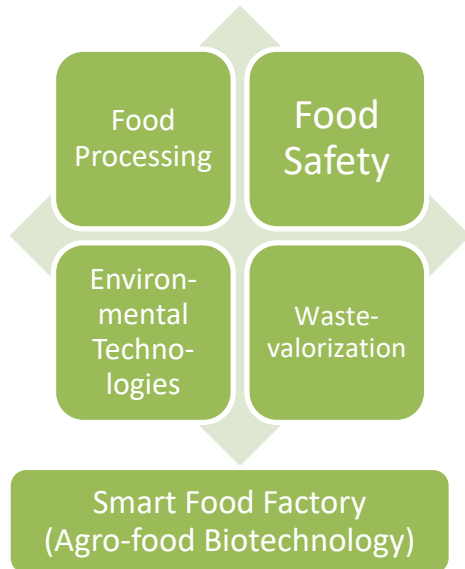 Food
Processing
Food
Safety
Environ-
mental
Techno-
logies
Waste-
valorization
Smart Food Factory
(Agro-food Biotechnology)